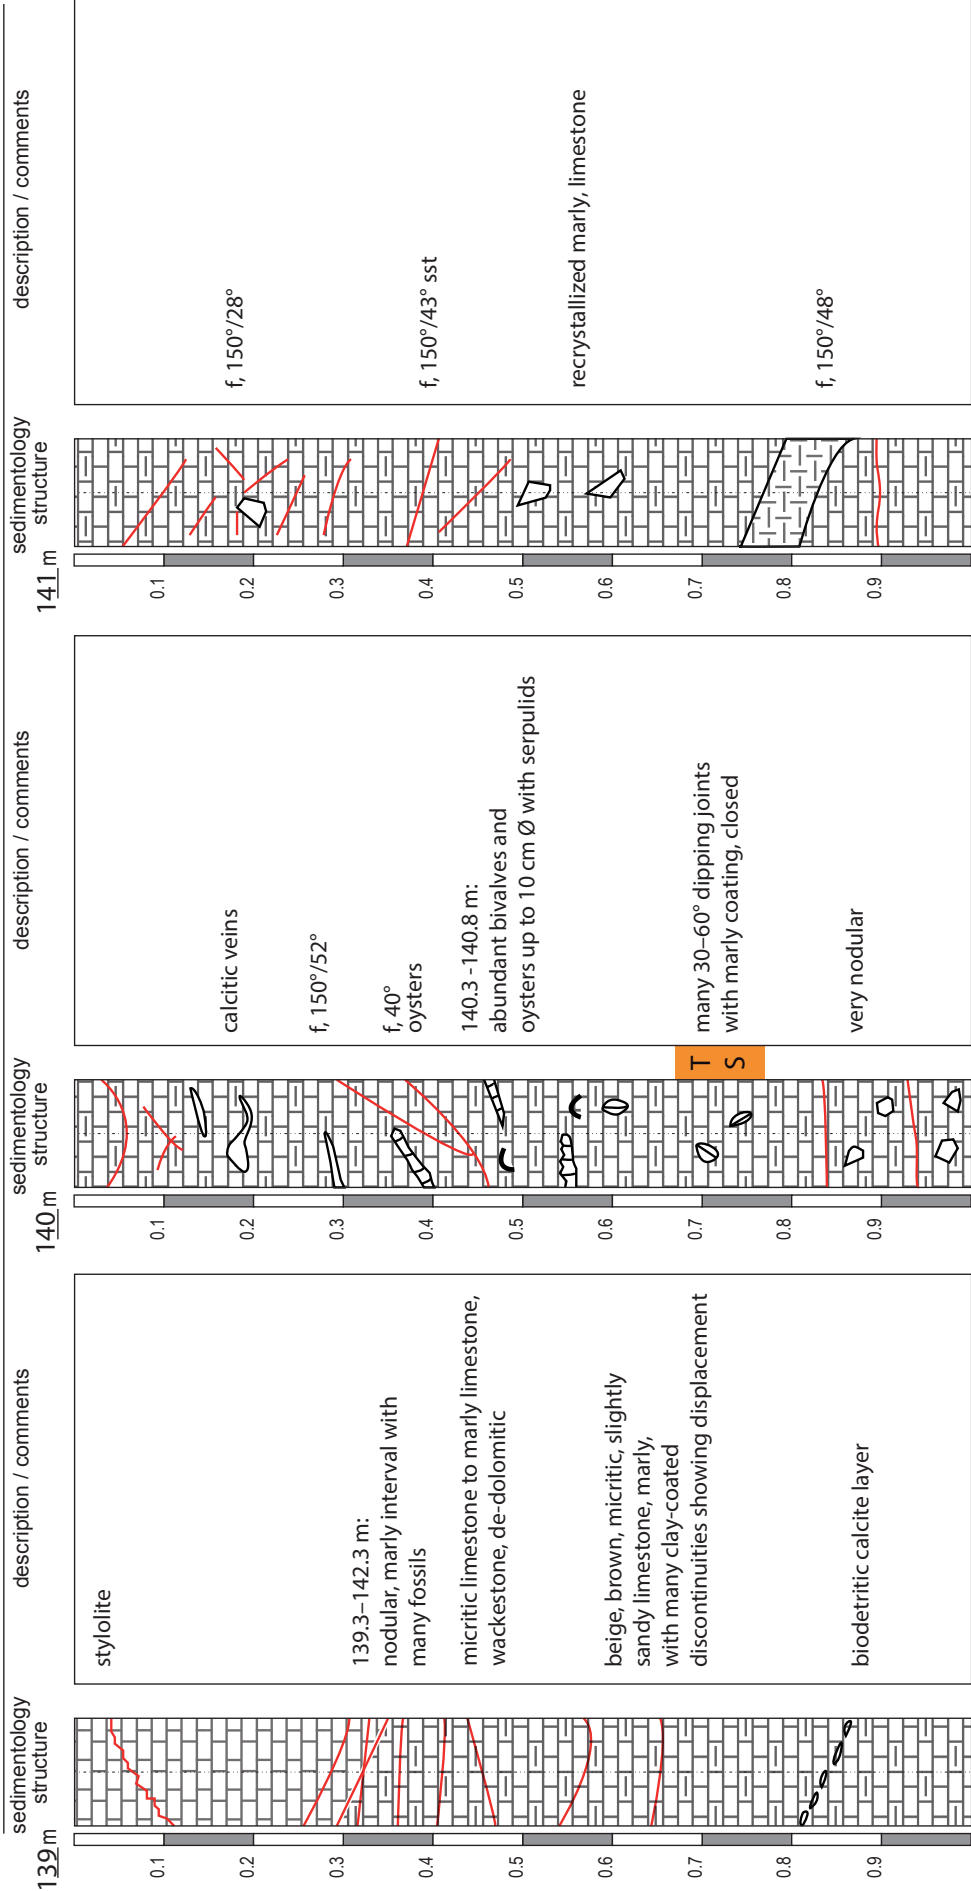 139 m
sedimentology
structure
description / comments
0.1
0.2
0.3
0.4
0.5
0.6
0.7
0.8
0.9
stylolite
139.3–142.3 m:
nodular, marly interval with
many fossils
micritic limestone to marly limestone,
wackestone, de-dolomitic
beige, brown, micritic, slightly
sandy limestone, marly,
with many clay-coated
discontinuities showing displacement
biodetritic calcite layer
140 m
sedimentology
structure
description / comments
0.1
0.2
0.3
0.4
0.5
0.6
0.7
0.8
0.9
calcitic veins
f, 150°/52°
f, 40°
oysters
140.3 -140.8 m:
abundant bivalves and
oysters up to 10 cm Ø with serpulids
T
S
many 30–60° dipping joints
with marly coating, closed
very nodular
141 m
sedimentology
structure
description / comments
0.1
0.2
0.3
0.4
0.5
0.6
0.7
0.8
0.9
f, 150°/28°
f, 150°/43° sst
recrystallized marly, limestone
f, 150°/48°